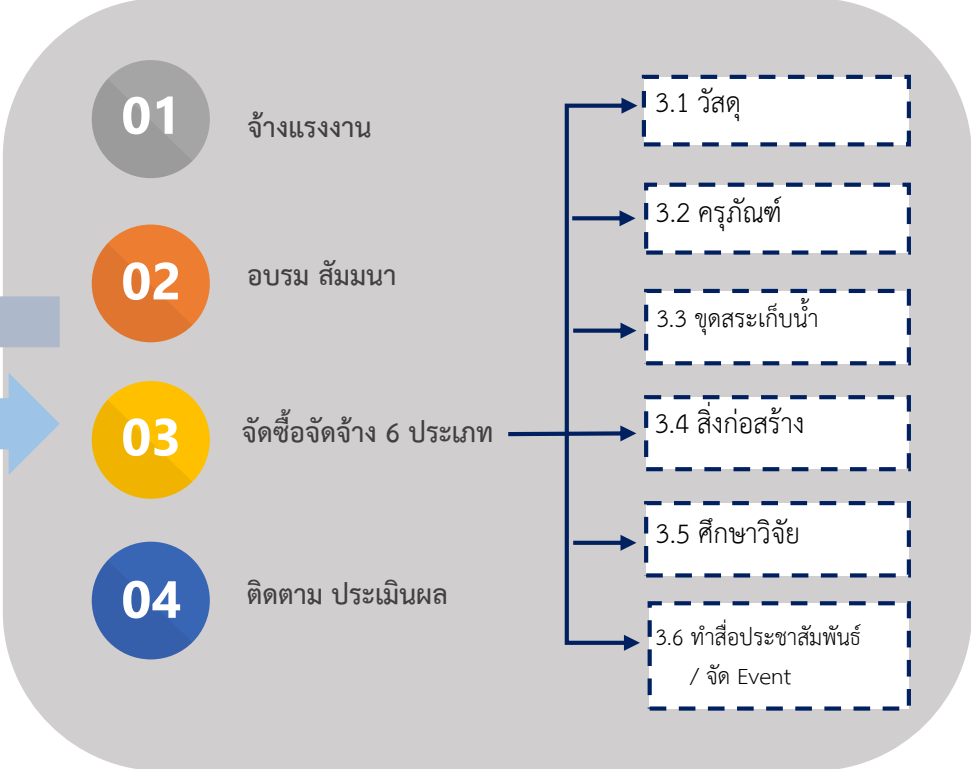 01
จ้างแรงงาน
02
อบรม สัมมนา
03
จัดซื้อจัดจ้าง 6 ประเภท
04
ติดตาม ประเมินผล
3.1 วัสดุ
3.2 ครุภัณฑ์
3.3 ขุดสระเก็บน้ำ
3.4 สิ่งก่อสร้าง
3.5 ศึกษาวิจัย
3.6 ทำสื่อประชาสัมพันธ์
/ จัด Event